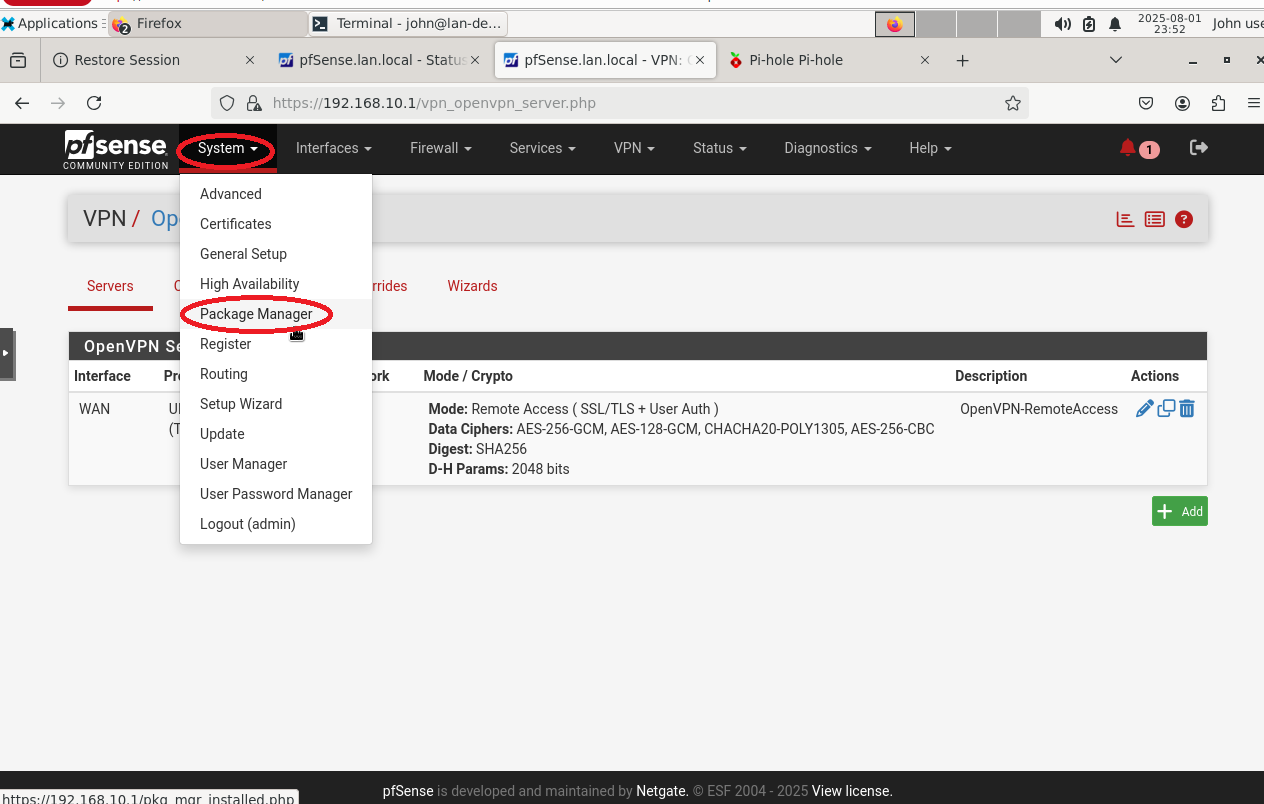 Applications
Firefox
2
Terminal - john@lan-de...
2025-08-01
23:52
John use
Restore Session
pfSense.lan.local - Status
pfSense.lan.local - VPN:
Pi-hole Pi-hole
https://192.168.10.1/vpn_openvpn_server.php
pfsense
COMMUNITY EDITION
System
Interfaces
Firewall
Services
VPN
Status
Diagnostics
Help
1
VPN / Op
Advanced
Certificates
General Setup
High Availability
Package Manager
Register
Routing
Setup Wizard
Update
User Manager
User Password Manager
Logout (admin)
Servers
C
rrides
Wizards
OpenVPN Se
Interface
Pr
ork
Mode / Crypto
Description
Actions
WAN
U
(T
Mode: Remote Access ( SSL/TLS + User Auth )
Data Ciphers: AES-256-GCM, AES-128-GCM, CHACHA20-POLY1305, AES-256-CBC
Digest: SHA256
D-H Params: 2048 bits
OpenVPN-RemoteAccess
Add
pfSense is developed and maintained by Netgate. © ESF 2004 - 2025 View license.
https://192.168.10.1/pkg_mgr_installed.php